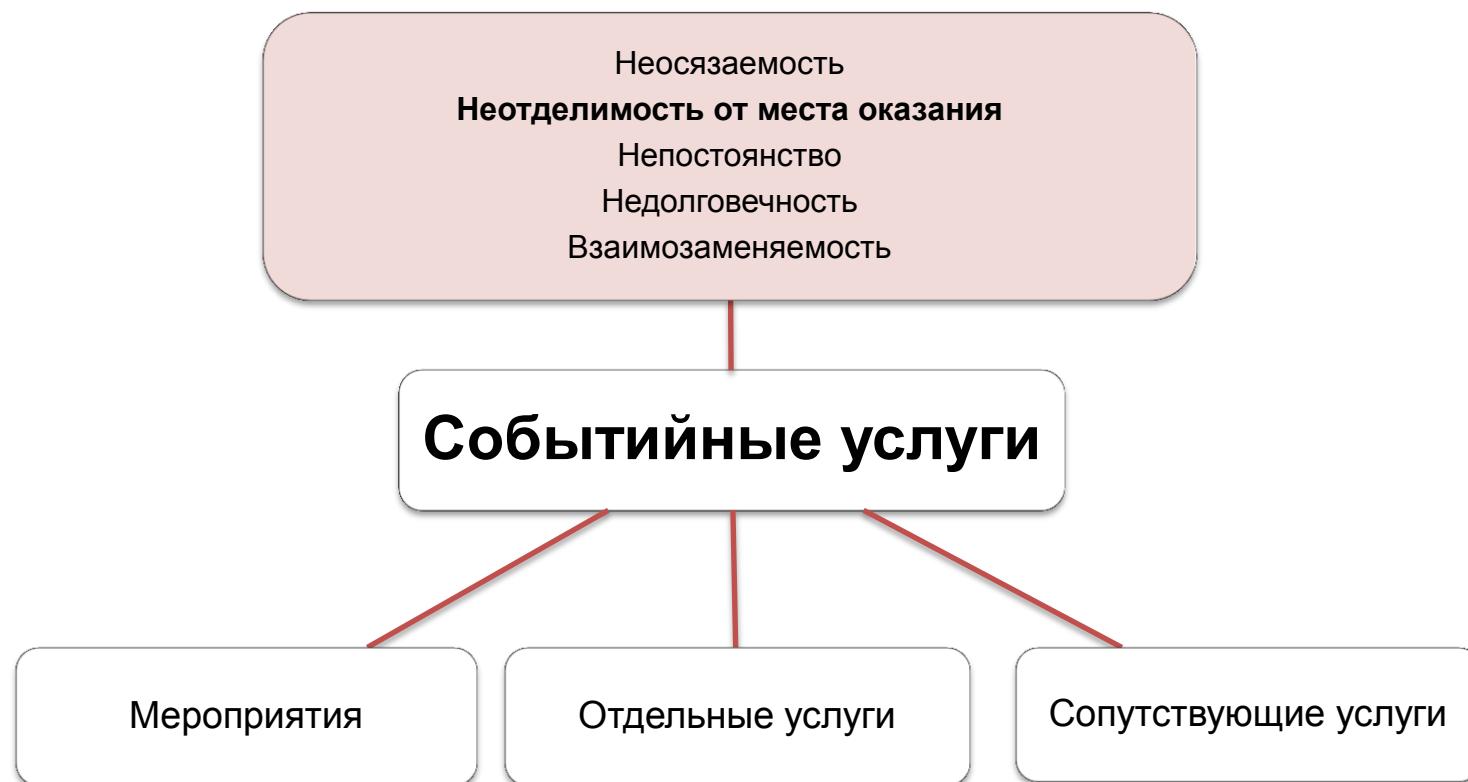 Неосязаемость
Неотделимость от места оказания
Непостоянство
Недолговечность
Взаимозаменяемость
Событийные услуги
Мероприятия
Отдельные услуги
Сопутствующие услуги